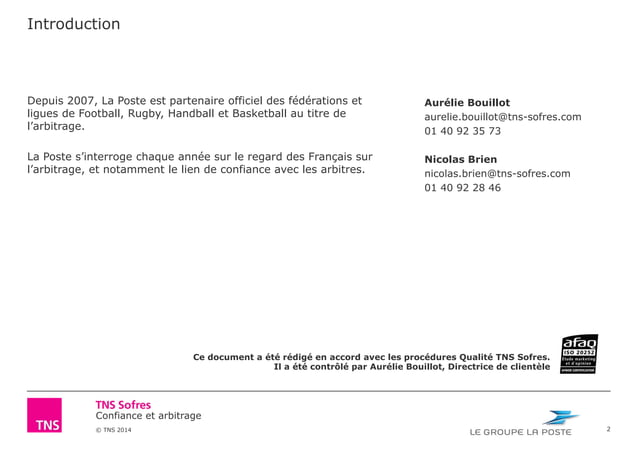 Introduction
Depuis 2007, La Poste est partenaire officiel des fédérations et
ligues de Football, Rugby, Handball et Basketball au titre de
l’arbitrage.
La Poste s’interroge chaque année sur le regard des Français sur
l’arbitrage, et notamment le lien de confiance avec les arbitres.
Aurélie Bouillot
aurelie.bouillot@tns-sofres.com
01 40 92 35 73
Nicolas Brien
nicolas.brien@tns-sofres.com
01 40 92 28 46
Ce document a été rédigé en accord avec les procédures Qualité TNS Sofres.
Il a été contrôlé par Aurélie Bouillot, Directrice de clientèle
afaq
ISO 20252
Etude marketing
et d'opinion
AFNOR CERTIFICATION
TNS
TNS Sofres
Confiance et arbitrage
© TNS 2014
LE GROUPE LA POSTE
2